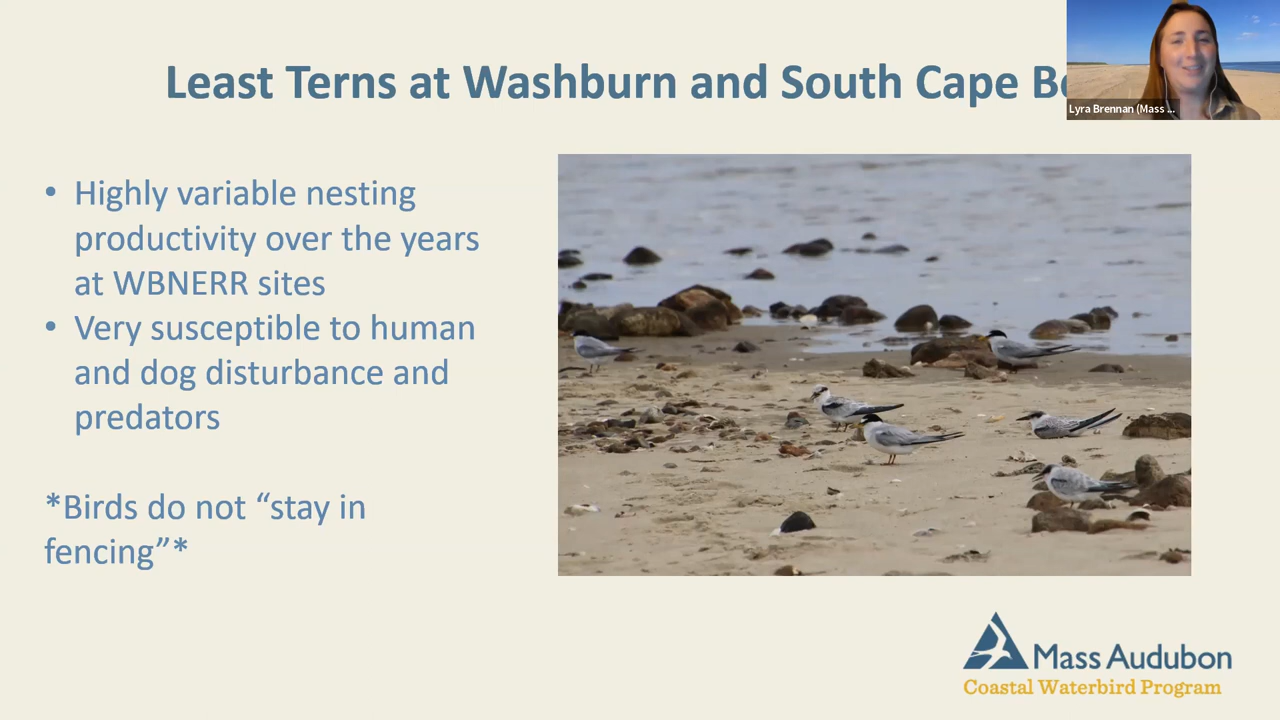 Least Terns at Washburn and South Cape
Lyra Brennan (Mass ...
• Highly variable nesting
productivity over the years
at WBNERR sites
• Very susceptible to human
and dog disturbance and
predators
*Birds do not “stay in
fencing”*
Mass Audubon
Coastal Waterbird Program